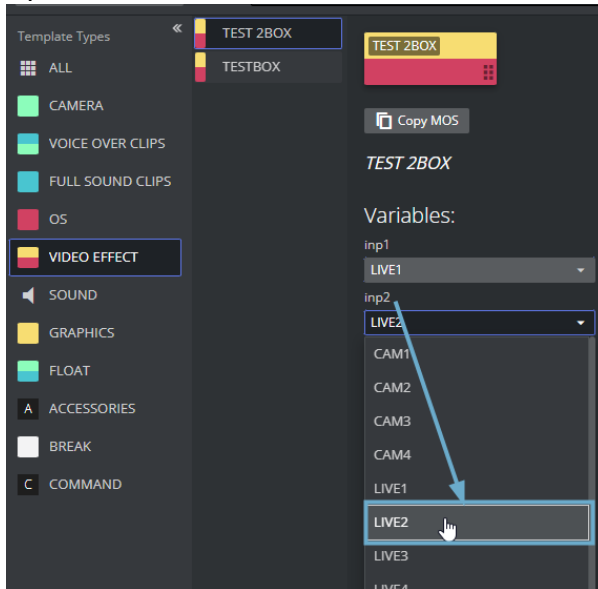 Template Types
«
ALL
CAMERA
VOICE OVER CLIPS
FULL SOUND CLIPS
OS
VIDEO EFFECT
SOUND
GRAPHICS
FLOAT
A ACCESSORIES
BREAK
C COMMAND
TEST 2BOX
TESTBOX
TEST 2BOX
Copy MOS
TEST 2BOX
Variables:
inp1
LIVE1
inp2
LIVE2
CAM1
CAM2
CAM3
CAM4
LIVE1
LIVE2
LIVE3
LIVE4